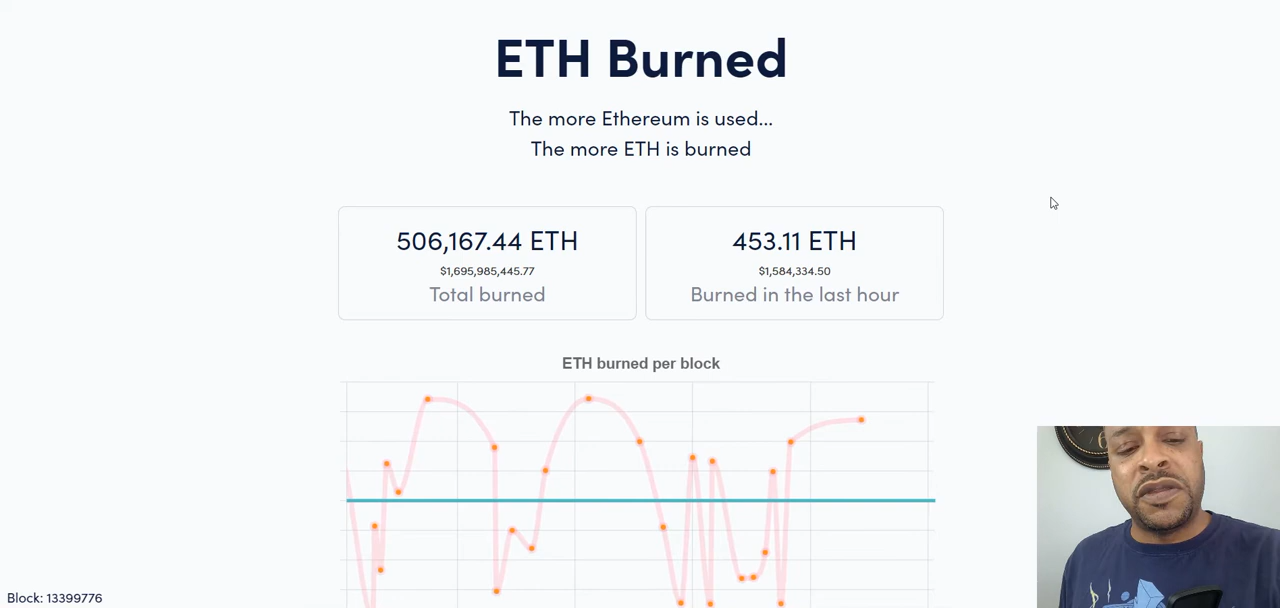 ETH Burned
The more Ethereum is used...
The more ETH is burned
506,167.44 ETH
$1,695,985,445.77
Total burned
453.11 ETH
$1,584,334.50
Burned in the last hour
ETH burned per block
Block: 13399776